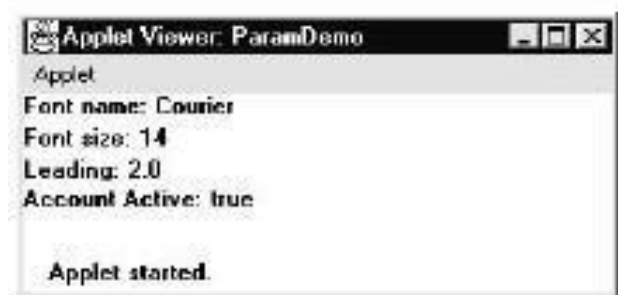 Applet Viewer: ParamDemo
Applet
Font name: Courier
Font size: 14
Leading: 2.0
Account Active: true
Applet started.